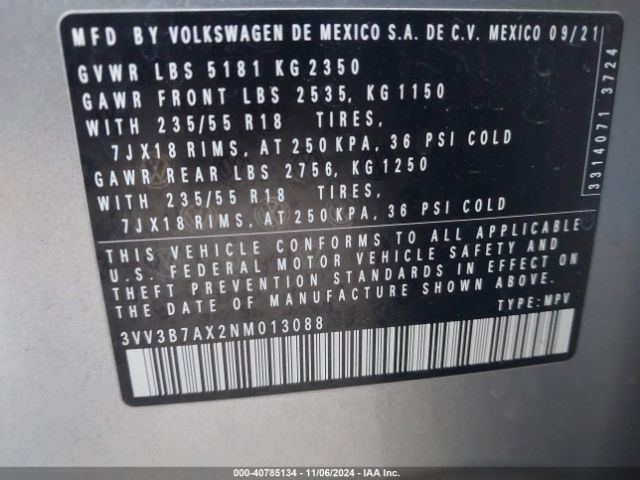 MFD BY VOLKSWAGEN DE MEXICO S.A. DE C.V. MEXICO 09/21
GVWR LBS 5181 KG 2350
GAWR FRONT LBS 2535, KG 1150
WITH 235/55 R18 TIRES,
7JX18 RIMS, AT 250 KPA, 36 PSI COLD
GAWR REAR LBS 2756, KG 1250
WITH 235/55 R18 TIRES,
7JX18 RIMS, AT 250 KPA, 36 PSI COLD
THIS VEHICLE CONFORMS TO ALL APPLICABLE
U.S. FEDERAL MOTOR VEHICLE SAFETY AND
THEFT PREVENTION STANDARDS IN EFFECT ON
THE DATE OF MANUFACTURE SHOWN ABOVE.
3VV3B7AX2NM013088
TYPE: MPV
3314071 3724
000-40785134 - 11/06/2024 - IAA Inc.